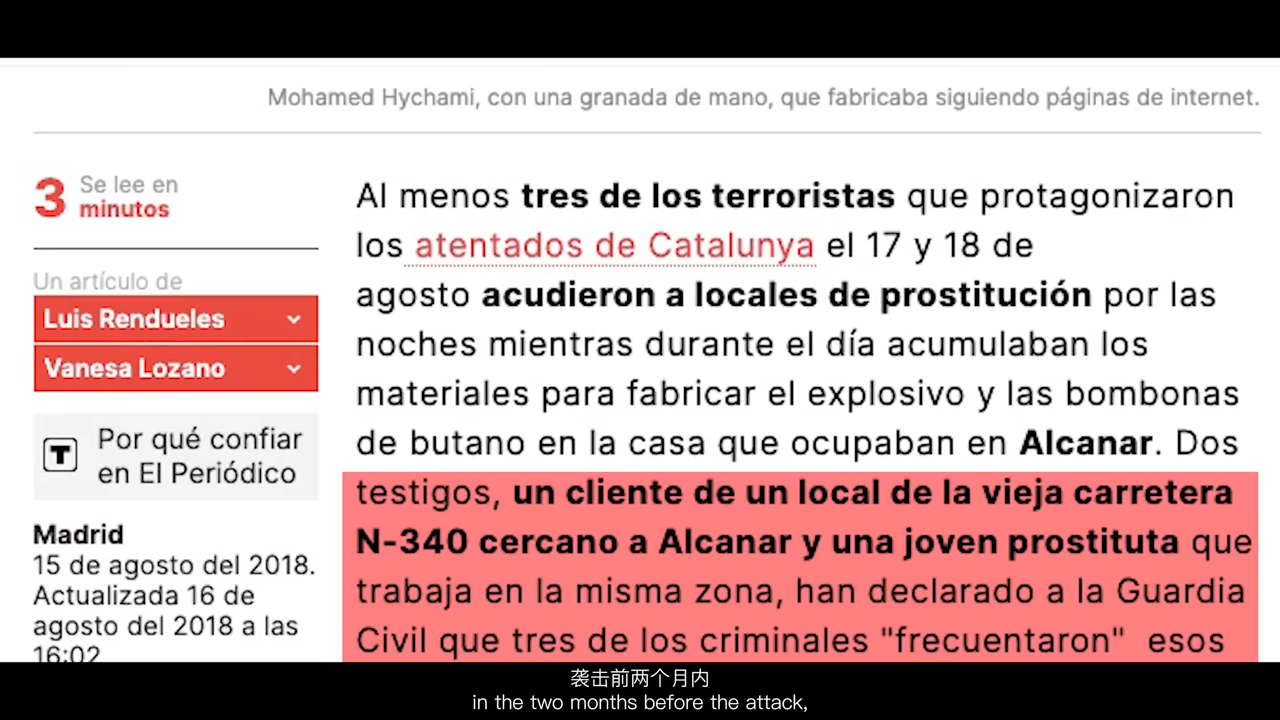 Mohamed Hychami, con una granada de mano, que fabricaba siguiendo páginas de internet.
3
Se lee en
minutos
Un artículo de
Luis Rendueles
Vanesa Lozano
T
Por qué confiar
en El Periódico
Madrid
15 de agosto del 2018.
Actualizada 16 de
agosto del 2018 a las
16:02
Al menos tres de los terroristas que protagonizaron
los atentados de Catalunya el 17 y 18 de
agosto acudieron a locales de prostitución por las
noches mientras durante el día acumulaban los
materiales para fabricar el explosivo y las bombonas
de butano en la casa que ocupaban en Alcanar. Dos
testigos, un cliente de un local de la vieja carretera
N-340 cercano a Alcanar y una joven prostituta que
trabaja en la misma zona, han declarado a la Guardia
Civil que tres de los criminales "frecuentaron" esos
袭击前两个月内
in the two months before the attack,